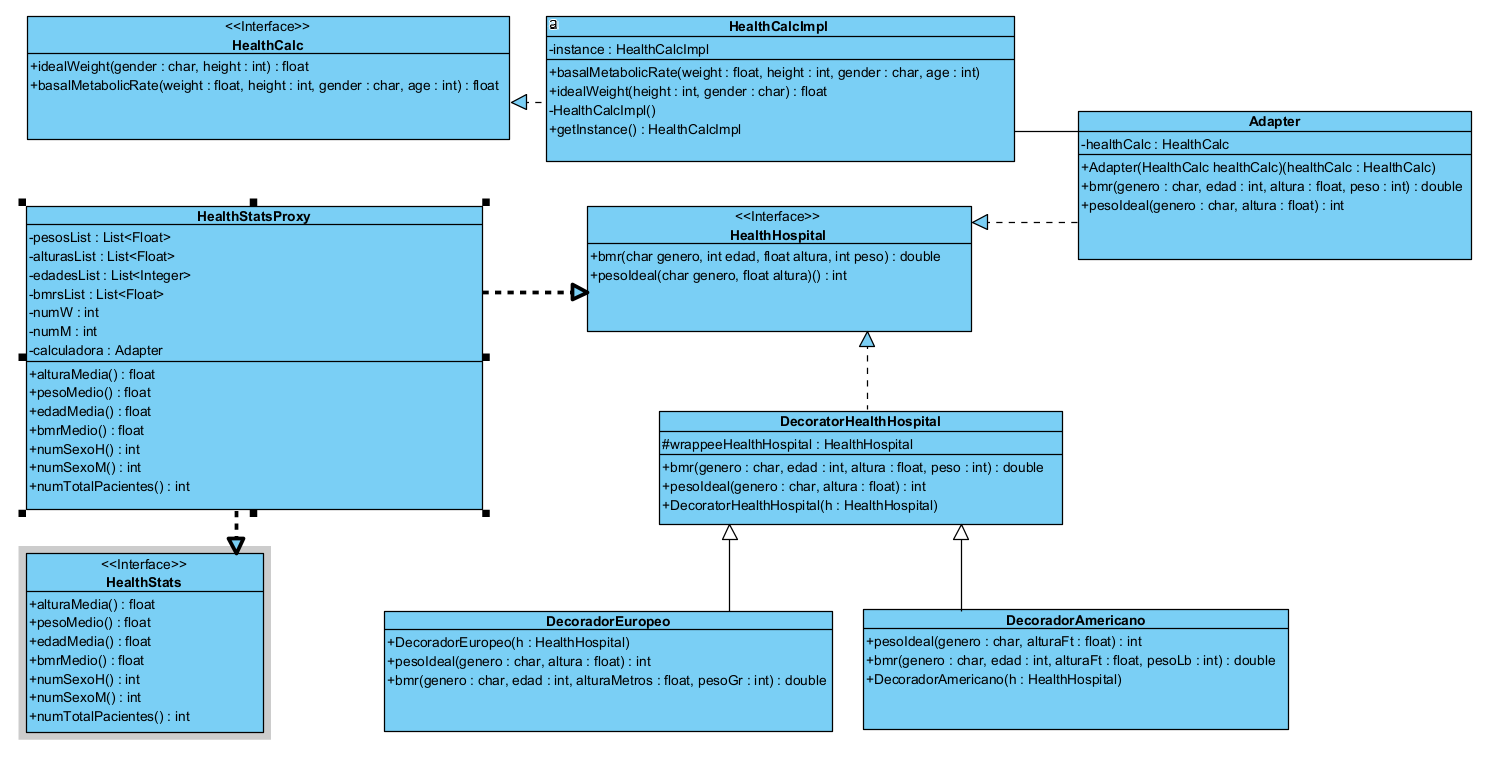 <<Interface>>
HealthCalc
+idealWeight(gender : char, height : int) : float
+basalMetabolicRate(weight : float, height : int, gender : char, age : int) : float
a
HealthCalcImpl
-instance : HealthCalcImpl
+basalMetabolicRate(weight : float, height : int, gender : char, age : int)
+idealWeight(height : int, gender : char) : float
-HealthCalcImpl()
+getInstance() : HealthCalcImpl
Adapter
-healthCalc : HealthCalc
+Adapter(HealthCalc healthCalc)(healthCalc : HealthCalc)
+bmr(genero : char, edad : int, altura : float, peso : int) : double
+pesoIdeal(genero : char, altura : float) : int
HealthStatsProxy
-pesosList : List<Float>
-alturasList : List<Float>
-edadesList : List<Integer>
-bmrsList : List<Float>
-numW : int
-numM : int
-calculadora : Adapter
+alturaMedia() : float
+pesoMedio() : float
+edadMedia() : float
+bmrMedio() : float
+numSexoH() : int
+numSexoM() : int
+numTotalPacientes() : int
<<Interface>>
HealthHospital
+bmr(char genero, int edad, float altura, int peso) : double
+pesoIdeal(char genero, float altura)() : int
DecoratorHealthHospital
#wrappeeHealthHospital : HealthHospital
+bmr(genero : char, edad : int, altura : float, peso : int) : double
+pesoIdeal(genero : char, altura : float) : int
+DecoratorHealthHospital(h : HealthHospital)
<<Interface>>
HealthStats
+alturaMedia() : float
+pesoMedio() : float
+edadMedia() : float
+bmrMedio() : float
+numSexoH() : int
+numSexoM() : int
+numTotalPacientes() : int
DecoradorEuropeo
+DecoradorEuropeo(h : HealthHospital)
+pesoIdeal(genero : char, altura : float) : int
+bmr(genero : char, edad : int, alturaMetros : float, pesoGr : int) : double
DecoradorAmericano
+pesoIdeal(genero : char, alturaFt : float) : int
+bmr(genero : char, edad : int, alturaFt : float, pesoLb : int) : double
+DecoradorAmericano(h : HealthHospital)